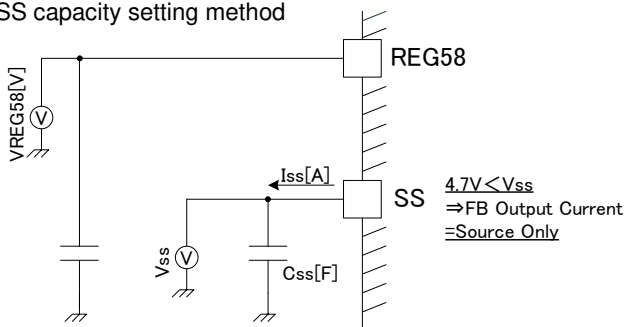 SS capacity setting method
REG58
VREG58[V]
V
Iss[A]
SS
4.7V<Vss
⇒FB Output Current
=Source Only
Vss
V
Css[F]